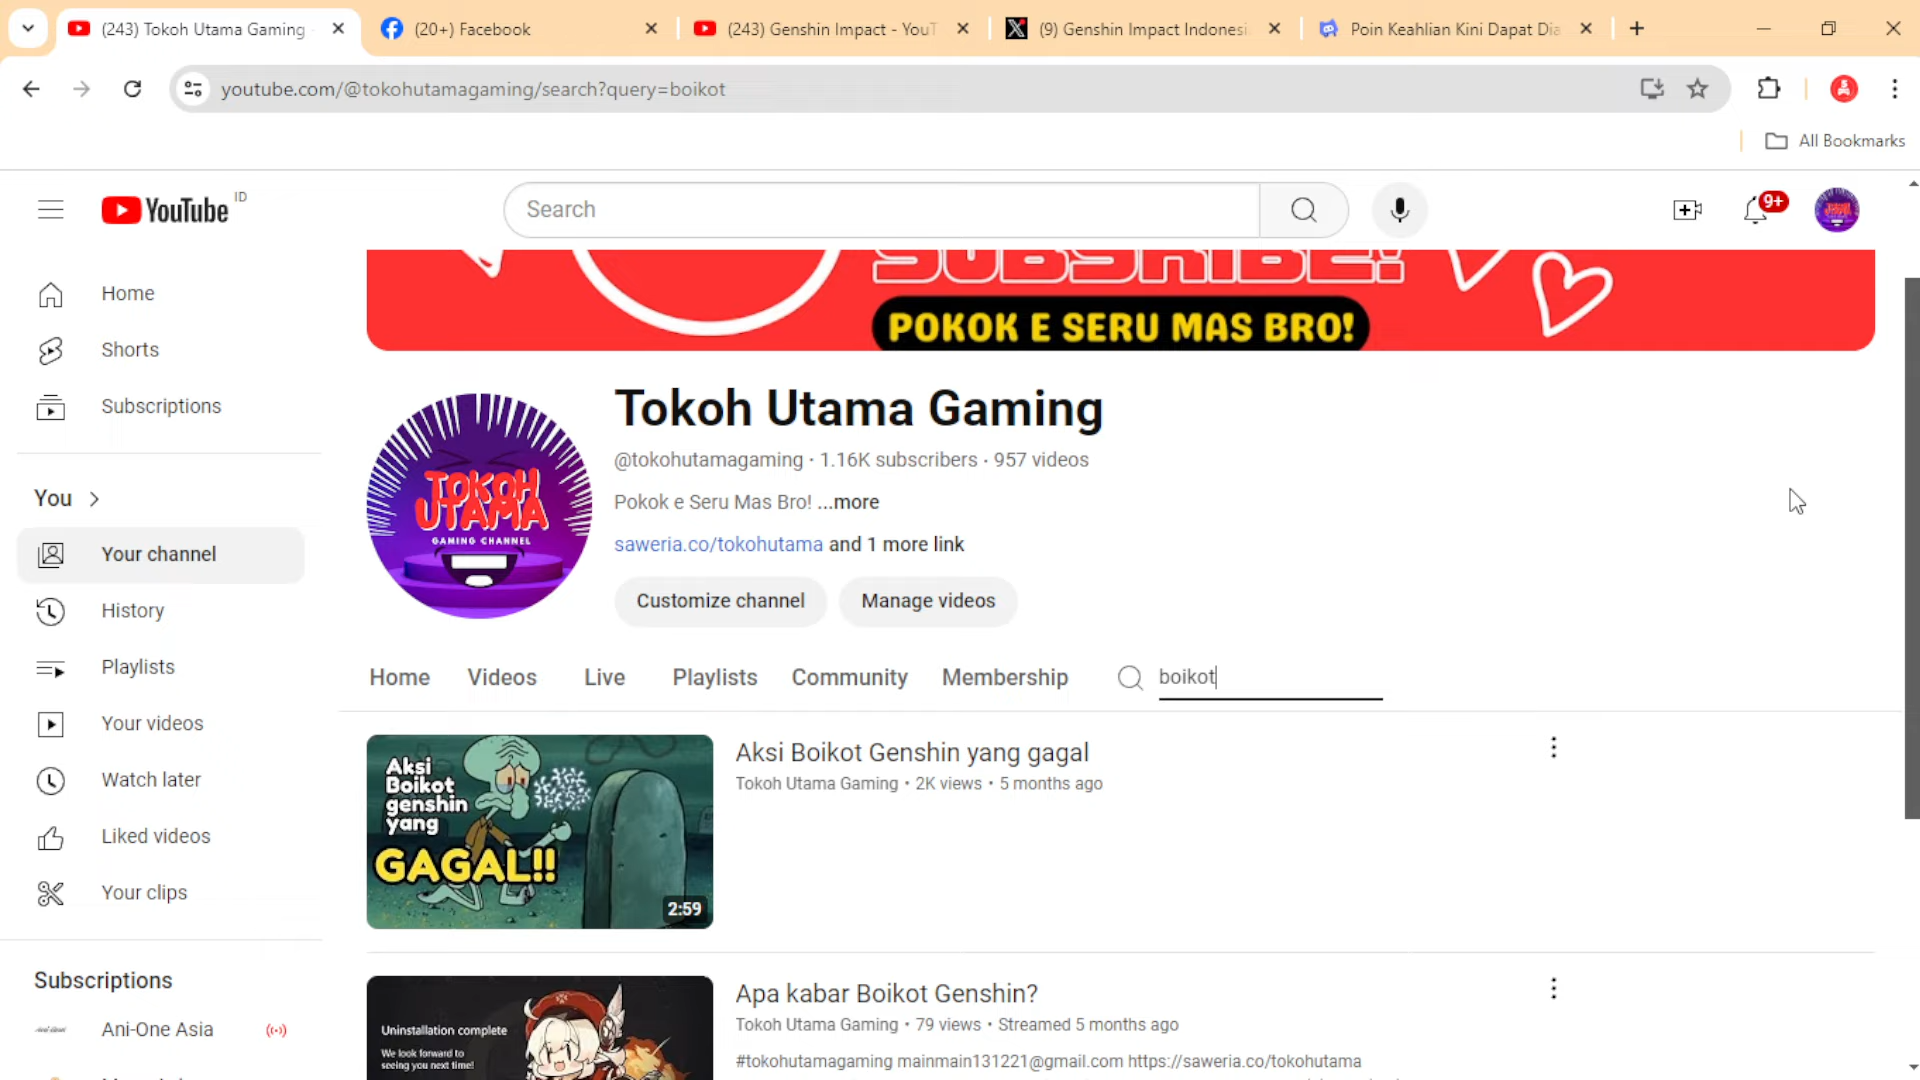 (243) Tokoh Utama Gaming
(20+) Facebook
(243) Genshin Impact - YouT
(9) Genshin Impact Indonesi
Poin Keahlian Kini Dapat Dia
youtube.com/@tokohutamagaming/search?query=boikot
All Bookmarks
YouTube ID
Search
9+
Home
Shorts
Subscriptions
You
Your channel
History
Playlists
Your videos
Watch later
Liked videos
Your clips
Subscriptions
Ani-One Asia
SUBSRIBE!
POKOK E SERU MAS BRO!
TOKOH
UTAMA
GAMING CHANNEL
Tokoh Utama Gaming
@tokohutamagaming · 1.16K subscribers · 957 videos
Pokok e Seru Mas Bro! ...more
saweria.co/tokohutama and 1 more link
Customize channel
Manage videos
Home Videos Live Playlists Community Membership boikot
Aksi
Boikot
genshin
yang
GAGAL!!
2:59
Aksi Boikot Genshin yang gagal
Tokoh Utama Gaming • 2K views • 5 months ago
Uninstallation complete
We look forward to
seeing you next time!
Apa kabar Boikot Genshin?
Tokoh Utama Gaming • 79 views • Streamed 5 months ago
#tokohutamagaming mainmain131221@gmail.com https://saweria.co/tokohutama